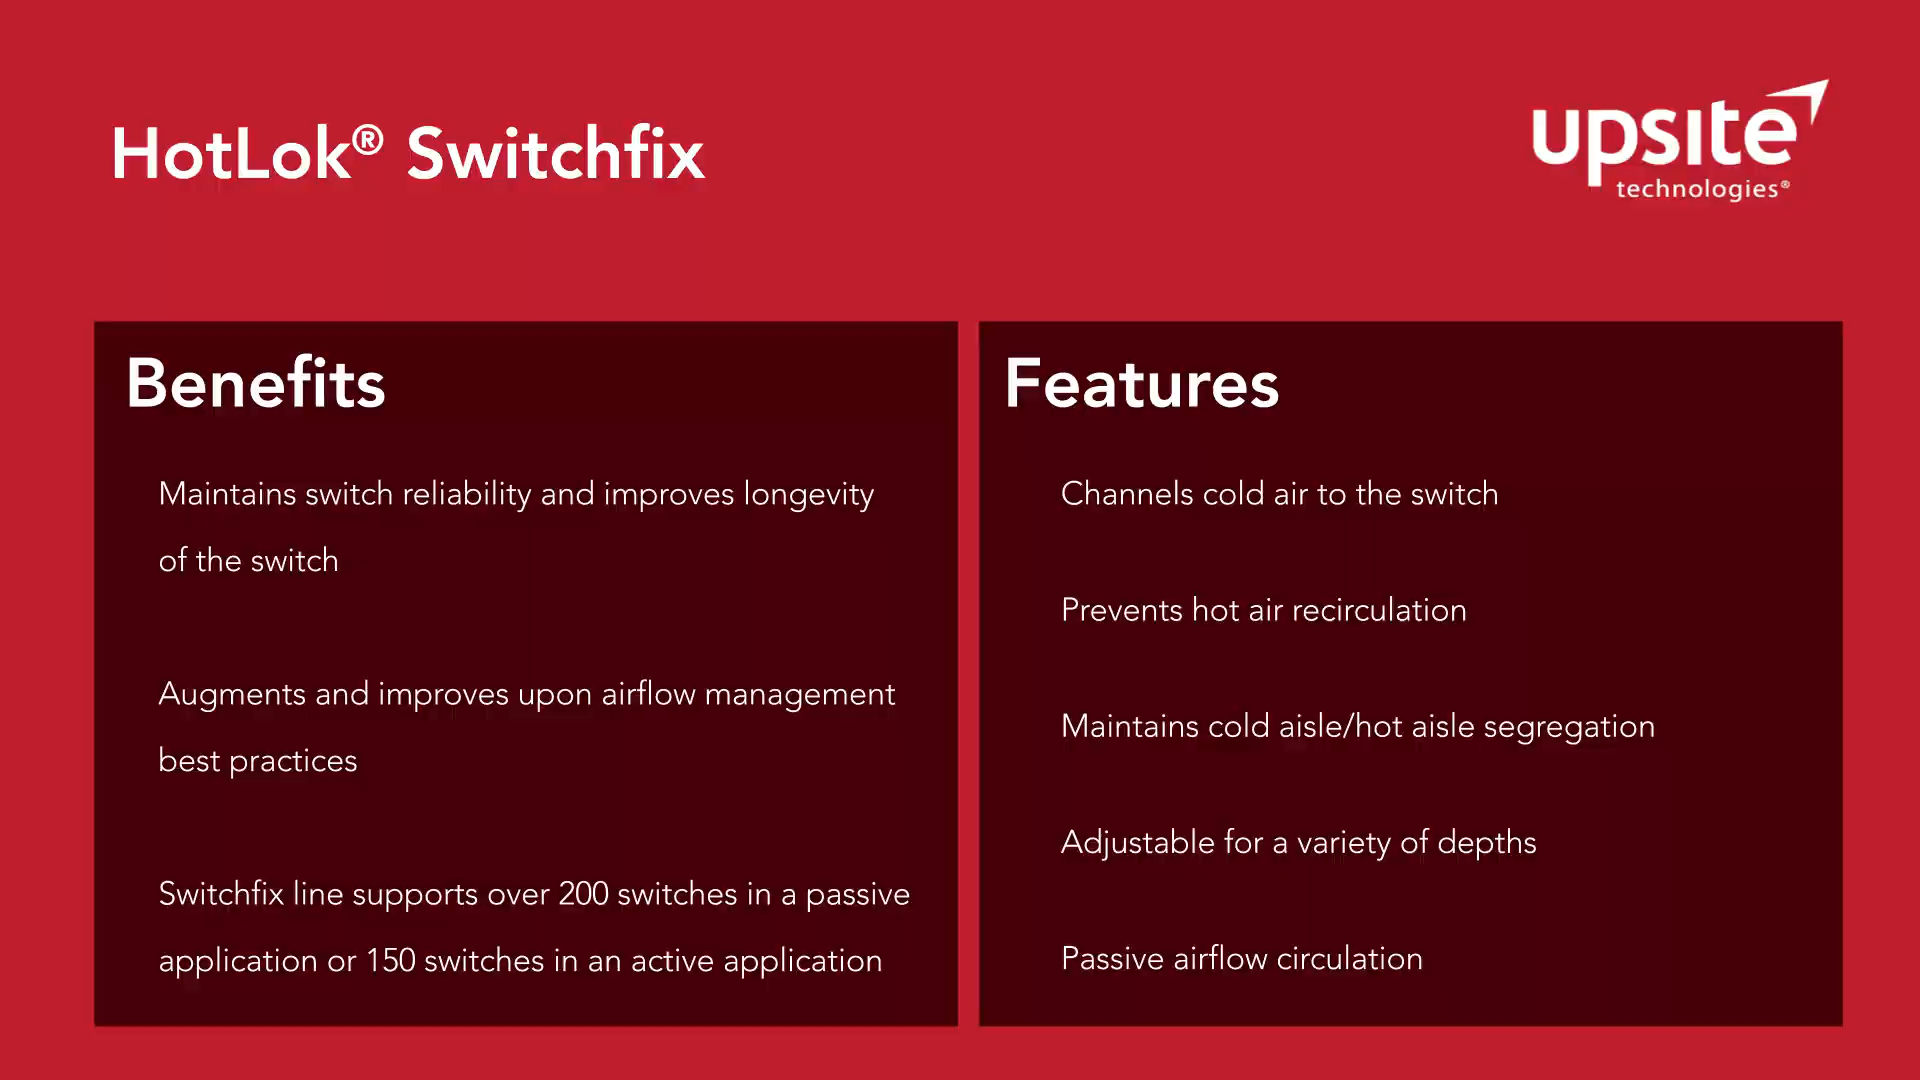 HotLok® Switchfix
upsite
technologies®
Benefits
Maintains switch reliability and improves longevity
of the switch
Augments and improves upon airflow management
best practices
Switchfix line supports over 200 switches in a passive
application or 150 switches in an active application
Features
Channels cold air to the switch
Prevents hot air recirculation
Maintains cold aisle/hot aisle segregation
Adjustable for a variety of depths
Passive airflow circulation